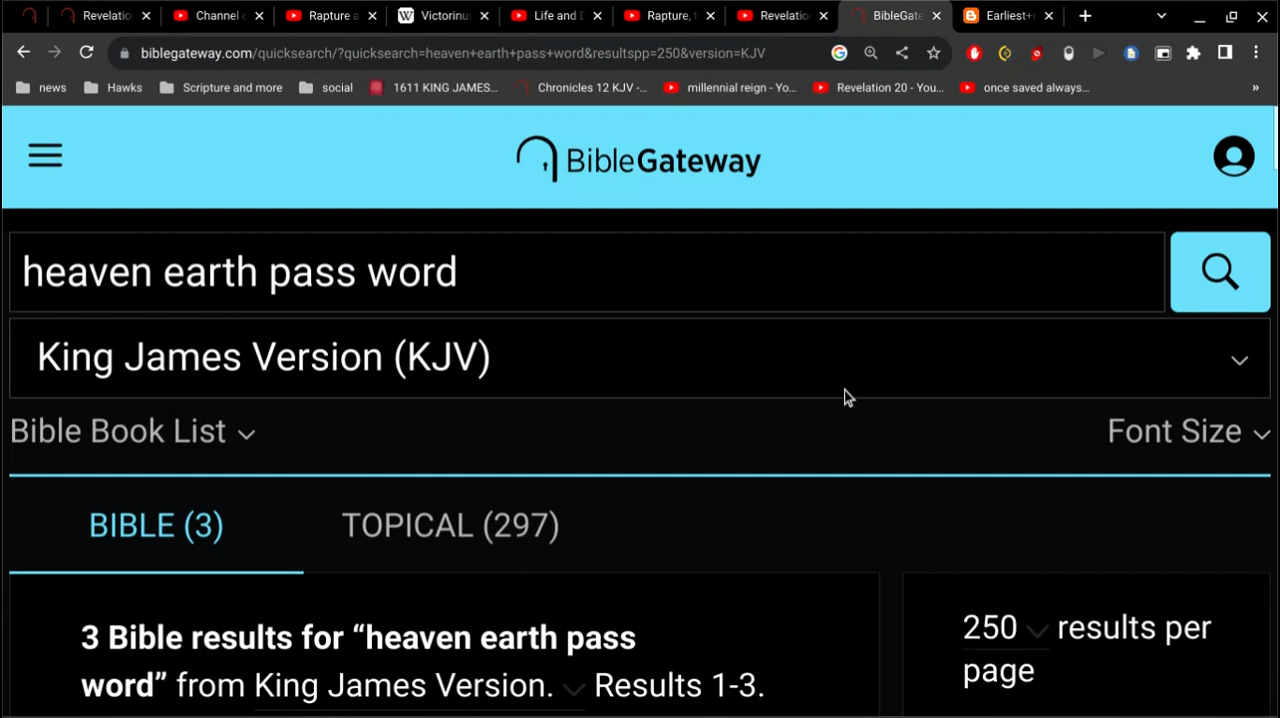 Revelatio
Channel c
Rapture a
Victorinus
Life and D
Rapture, t
Revelatio
BibleGate
Earliest+r
biblegateway.com/quicksearch/?quicksearch=heaven+earth+pass+word&resultspp=250&version=KJV
news
Hawks
Scripture and more
social
1611 KING JAMES...
Chronicles 12 KJV -...
millennial reign - Yo...
Revelation 20 - You...
once saved always...
»
BibleGateway
heaven earth pass word
King James Version (KJV)
Bible Book List
Font Size
BIBLE (3)
TOPICAL (297)
3 Bible results for “heaven earth pass
word” from King James Version. Results 1-3.
250 results per
page